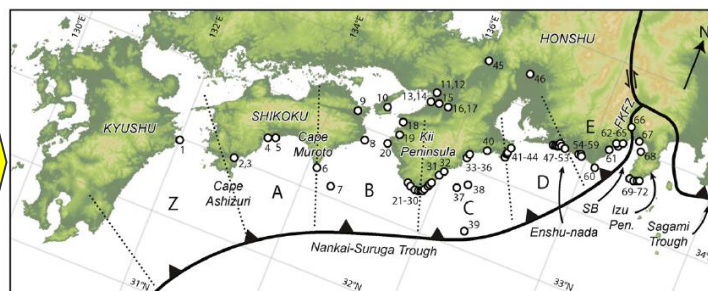 130°E
132°E
134°E
136°E
HONSHU
N
45
46
11,12
13,14
15
16,17
9
10
KYUSHU
SHIKOKU
18
19
Kii
Peninsula
1
4
5
Cape
Muroto
8
20
2,3
6
7
Cape
Ashizuri
Z
A
B
C
D
E
31
32
33-36
40
41-44
21-30
37
38
39
47-53
54-59
60
61
62-65
FKFZ
66
67
68
69-72
Enshu-nada
SB
Izu
Pen.
Sagami
Trough
Nankai-Suruga Trough
31°N
32°N
33°N
34°N